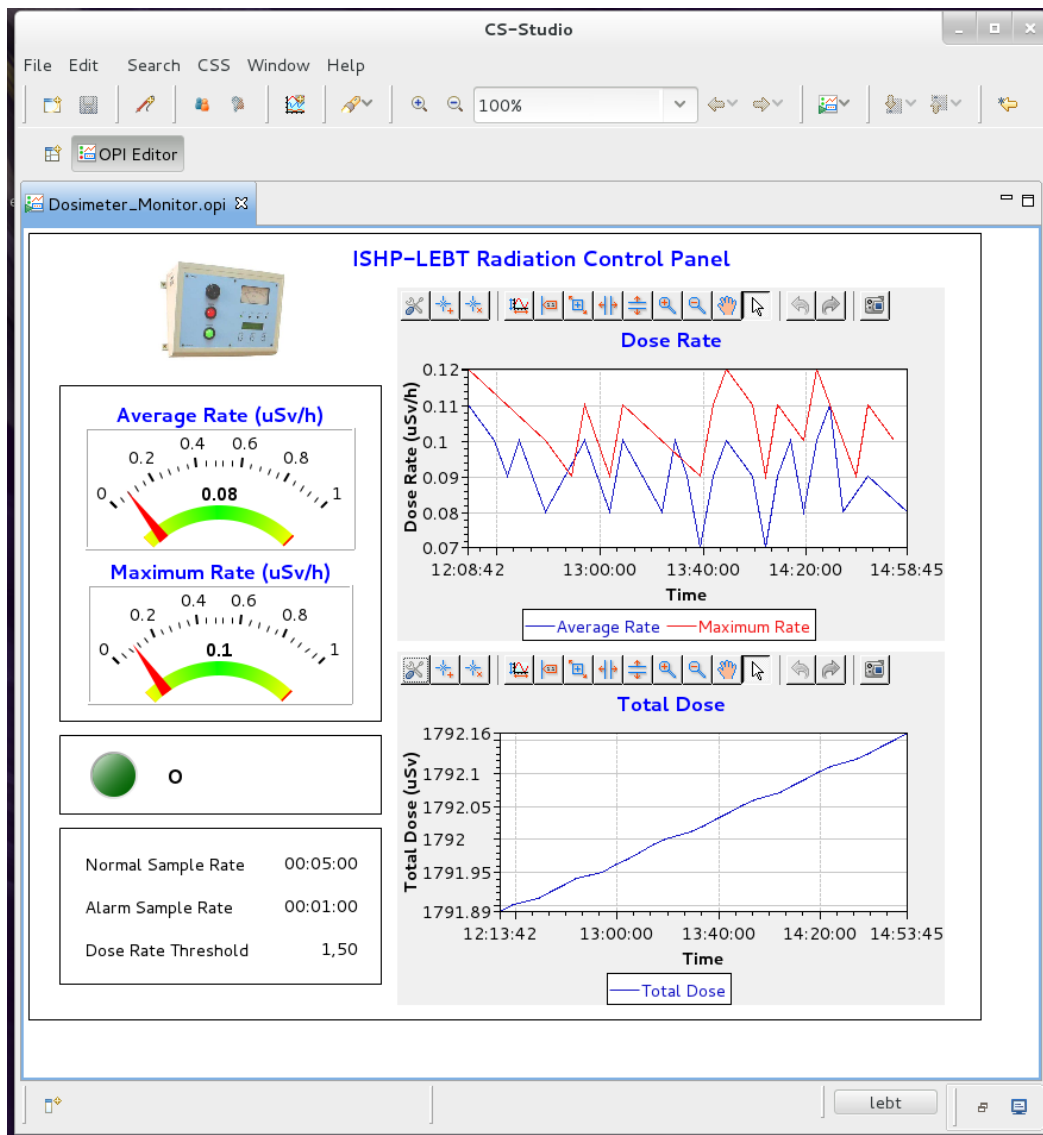 CS-Studio
File Edit Search CSS Window Help
100%
OPI Editor
Dosimeter_Monitor.opi
ISHP-LEBT Radiation Control Panel
Average Rate (uSv/h)
0 0.2 0.4 0.6 0.8 1
0.08
Maximum Rate (uSv/h)
0 0.2 0.4 0.6 0.8 1
0.1
O
Normal Sample Rate 00:05:00
Alarm Sample Rate 00:01:00
Dose Rate Threshold 1,50
Dose Rate
Dose Rate (uSv/h)
0.12
0.11
0.1
0.09
0.08
0.07
12:08:42 13:00:00 13:40:00 14:20:00 14:58:45
Time
Average Rate Maximum Rate
Total Dose
Total Dose (uSv)
1792.16
1792.1
1792.05
1792
1791.95
1791.89
12:13:42 13:00:00 13:40:00 14:20:00 14:53:45
Time
Total Dose
lebt